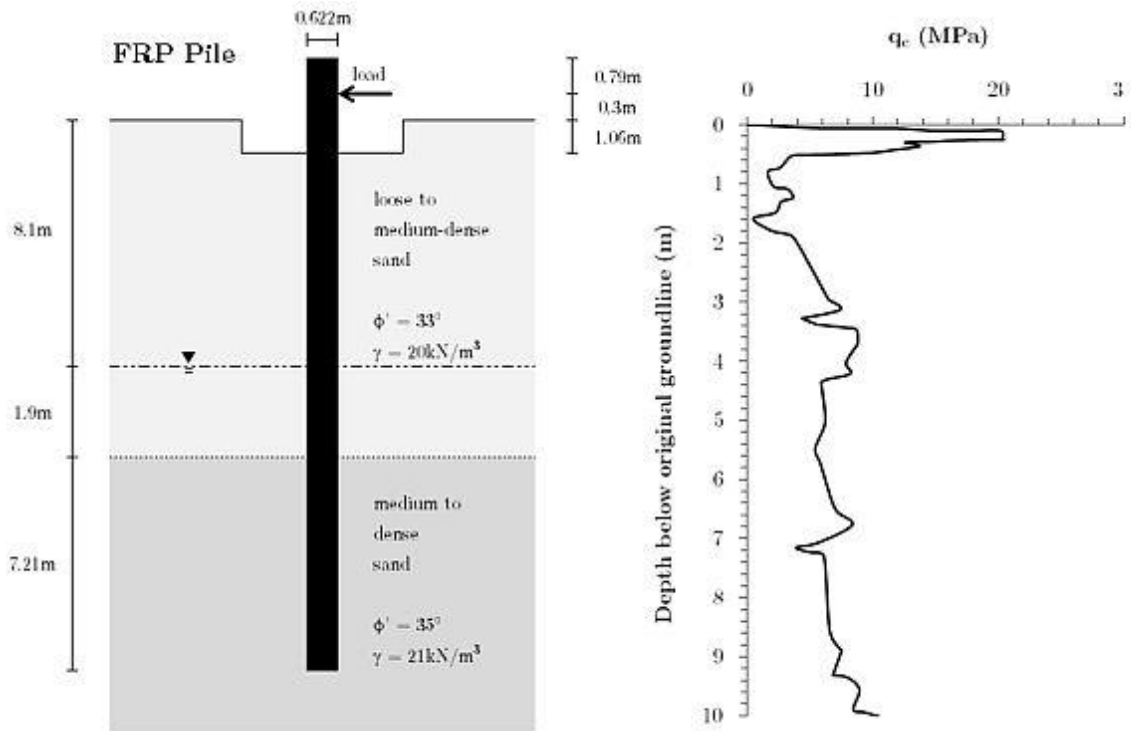 0.622m
FRP Pile
load
0.79m
0.3m
1.06m
8.1m
loose to
medium-dense
sand
ϕ' = 33°
γ = 20kN/m³
1.9m
medium to
dense
sand
7.21m
ϕ' = 35°
γ = 21kN/m³
q_c (MPa)
0 10 20 3
Depth below original groundline (m)
0
1
2
3
4
5
6
7
8
9
10